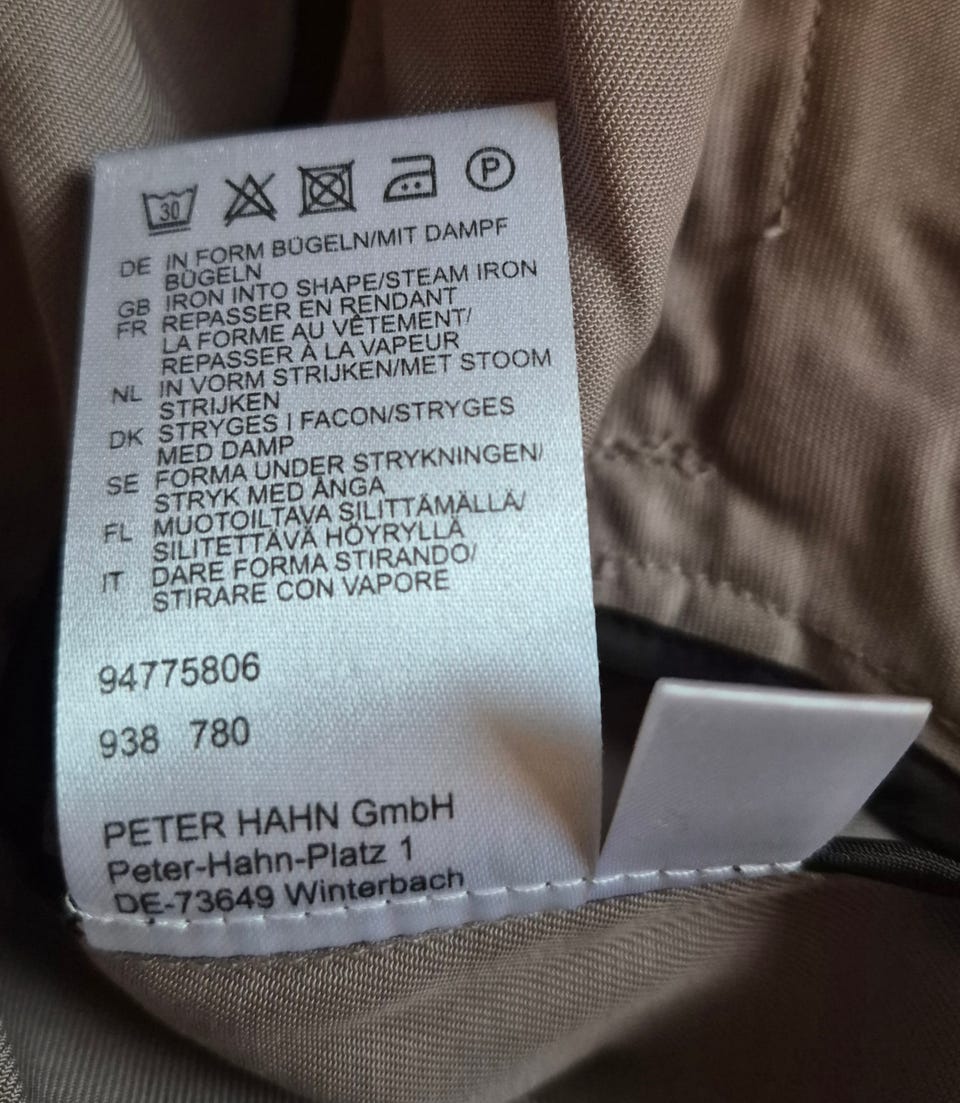 30 P
DE IN FORM BÜGELN/MIT DAMPF
BÜGELN
GB IRON INTO SHAPE/STEAM IRON
FR REPASSER EN RENDANT
LA FORME AU VÊTEMENT/
REPASSER À LA VAPEUR
NL IN VORM STRIJKEN/MET STOOM
STRIJKEN
DK STRYGES I FACON/STRYGES
MED DAMP
SE FORMA UNDER STRYKNINGEN/
STRYK MED ÅNGA
FL MUOTOILTAVA SILITTÄMÄLLÄ/
SILITETTÄVÄ HÖYRYLLÄ
IT DARE FORMA STIRANDO/
STIRARE CON VAPORE
94775806
938 780
PETER HAHN GmbH
Peter-Hahn-Platz 1
DE-73649 Winterbach